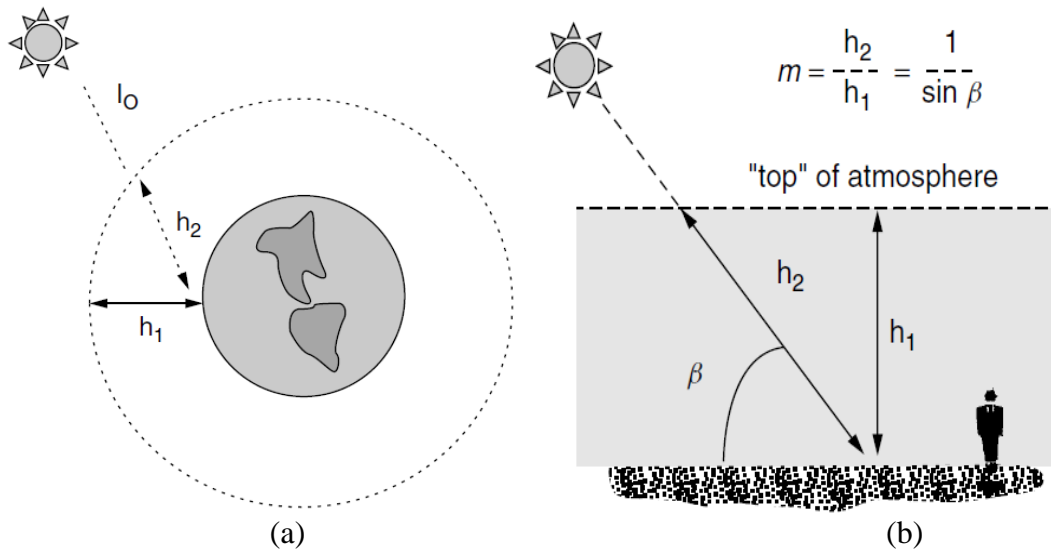 I_O
h_2
h_1
(a)
m = h_2 / h_1 = 1 / sin β
"top" of atmosphere
h_2
h_1
β
(b)